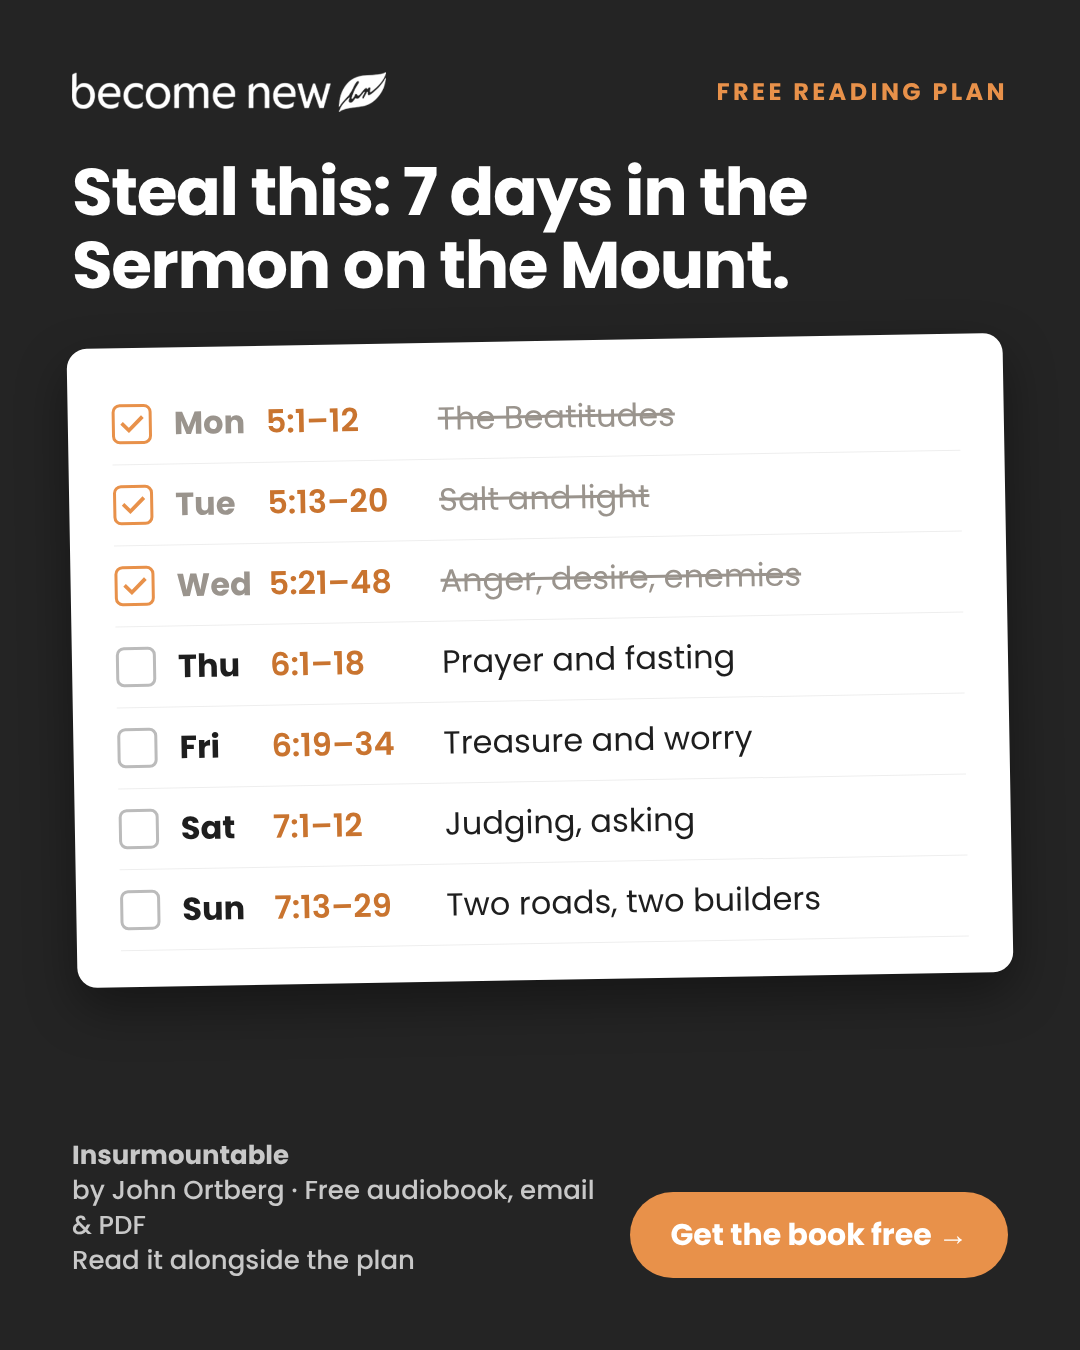 become new
FREE READING PLAN
Steal this: 7 days in the
Sermon on the Mount.
Mon 5:1–12 The Beatitudes
Tue 5:13–20 Salt and light
Wed 5:21–48 Anger, desire, enemies
Thu 6:1–18 Prayer and fasting
Fri 6:19–34 Treasure and worry
Sat 7:1–12 Judging, asking
Sun 7:13–29 Two roads, two builders
Insurmountable
by John Ortberg · Free audiobook, email
& PDF
Read it alongside the plan
Get the book free →